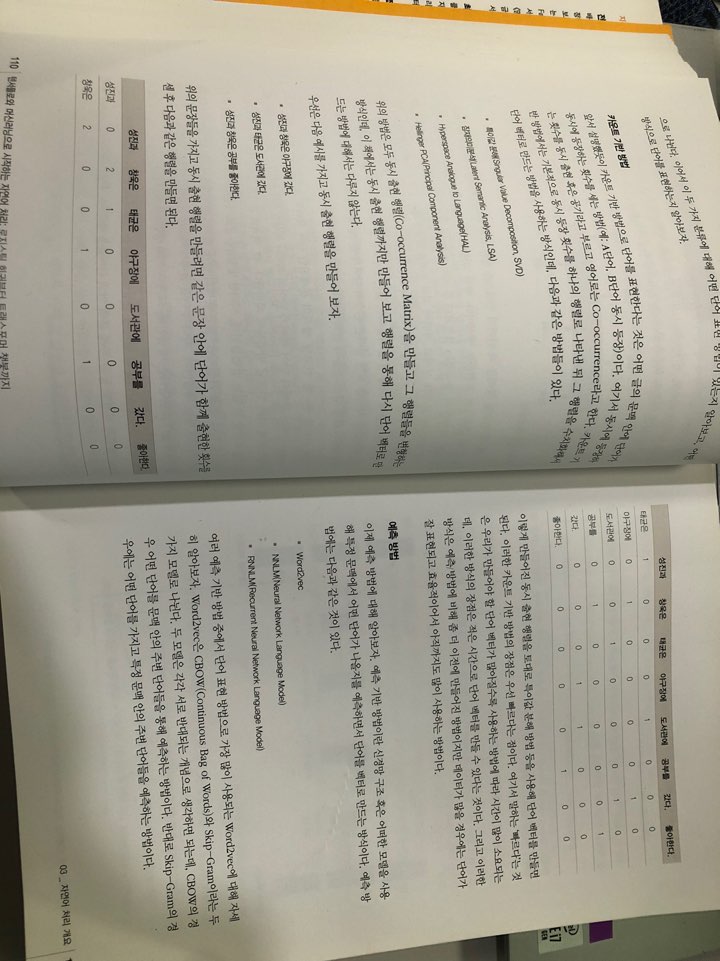 으로 나뉜다. 이어서 이 두 가지 분류에 대해 어떤 단어 표현 방법이 있는지 알아보고, 어떤
방식으로 단어를 표현하는지 알아보자.
카운트 기반 방법
앞서 설명했듯이 카운트 기반 방법으로 단어를 표현한다는 것은 어떤 글의 문맥 안에 단어가
동시에 등장하는 횟수를 세는 방법(예: A단어, B단어 동시 등장)이다. 여기서 동시에 등장하
는 횟수를 동시 출현 혹은 공기라고 부르고 영어로는 Co-occurrence라고 한다. 카운트 기
반 방법에서는 기본적으로 동시 등장 횟수를 하나의 행렬로 나타낸 뒤 그 행렬을 수치화해서
단어 벡터로 만드는 방법을 사용하는 방식인데, 다음과 같은 방법들이 있다.
▪ 특이값 분해(Singular Value Decomposition, SVD)
▪ 잠재의미분석(Latent Semantic Analysis, LSA)
▪ Hyperspace Analogue to Language(HAL)
▪ Hellinger PCA(Principal Component Analysis)
위의 방법은 모두 동시 출현 행렬(Co-occurrence Matrix)을 만들고 그 행렬들을 변형하는
방식인데, 이 책에서는 동시 출현 행렬까지만 만들어 보고 행렬을 통해 다시 단어 벡터로 만
드는 방법에 대해서는 다루지 않는다.
우선은 다음 예시를 가지고 동시 출현 행렬을 만들어 보자.
▪ 성진과 창욱은 야구장에 갔다.
▪ 성진과 태균은 도서관에 갔다.
▪ 성진과 창욱은 공부를 좋아한다.
위의 문장들을 가지고 동시 출현 행렬을 만들려면 같은 문장 안에 단어가 함께 출현한 횟수를
센 후 다음과 같은 행렬을 만들면 된다.
성진과 창욱은 태균은 야구장에 도서관에 공부를 갔다. 좋아한다.
성진과 0 2 1 0 0 0 0 0
창욱은 2 0 0 1 0 1 0 0
110 텐서플로와 머신러닝으로 시작하는 자연어 처리: 로지스틱 회귀부터 트랜스포머 챗봇까지
성진과 창욱은 태균은 야구장에 도서관에 공부를 갔다. 좋아한다.
태균은 1 0 0 0 1 0 0 0
야구장에 0 1 0 0 0 0 1 0
도서관에 0 0 1 0 0 0 1 0
공부를 0 1 0 0 0 0 0 1
갔다 0 0 0 1 1 0 0 0
좋아한다. 0 0 0 0 0 1 0 0
이렇게 만들어진 동시 출현 행렬을 토대로 특이값 분해 방법 등을 사용해 단어 벡터를 만들면
된다. 이러한 카운트 기반 방법의 장점은 우선 빠르다는 점이다. 여기서 말하는 빠르다는 것
은 우리가 만들어야 할 단어 벡터가 많아질수록 사용하는 방법에 따라 시간이 많이 소요되는
데, 이러한 방식의 장점은 적은 시간으로 단어 벡터를 만들 수 있다는 것이다. 그리고 이러한
방식은 예측 방법에 비해 좀 더 이전에 만들어진 방법이지만 데이터가 많을 경우에는 단어가
잘 표현되고 효율적이어서 아직까지도 많이 사용하는 방법이다.
예측 방법
이제 예측 방법에 대해 알아보자. 예측 기반 방법이란 신경망 구조 혹은 어떠한 모델을 사용
해 특정 문맥에서 어떤 단어가 나올지를 예측하면서 단어를 벡터로 만드는 방식이다. 예측 방
법에는 다음과 같은 것이 있다.
▪ Word2vec
▪ NNLM(Neural Network Language Model)
▪ RNNLM(Recurrent Neural Network Language Model)
여러 예측 기반 방법 중에서 단어 표현 방법으로 가장 많이 사용되는 Word2vec에 대해 자세
히 알아보자. Word2vec은 CBOW(Continuous Bag of Words)와 Skip-Gram이라는 두
가지 모델로 나뉜다. 두 모델은 각각 서로 반대되는 개념으로 생각하면 되는데, CBOW의 경
우 어떤 단어를 문맥 안의 주변 단어들을 통해 예측하는 방법이다. 반대로 Skip-Gram의 경
우에는 어떤 단어를 가지고 특정 문맥 안의 주변 단어들을 예측하는 방법이다.
03 _ 자연어 처리 개요
E i7